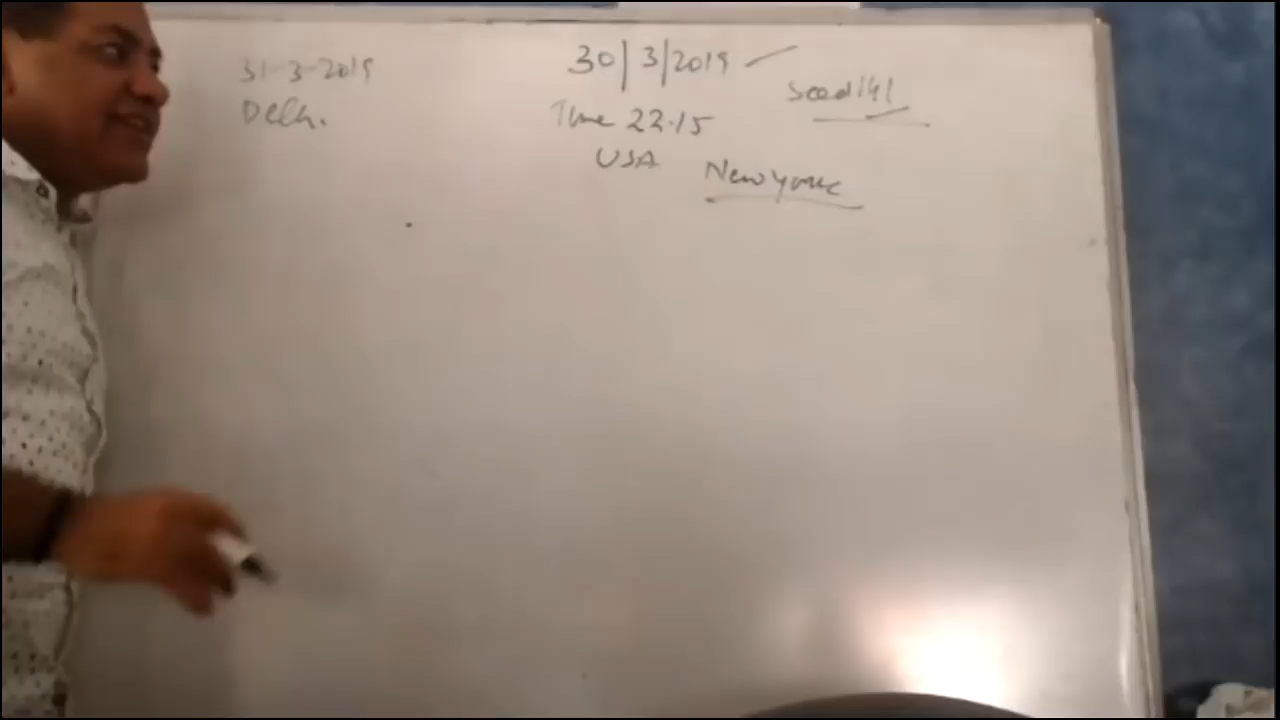 31-3-2019
Delhi
30/3/2019
Seed 141
Time 22.15
USA
New york